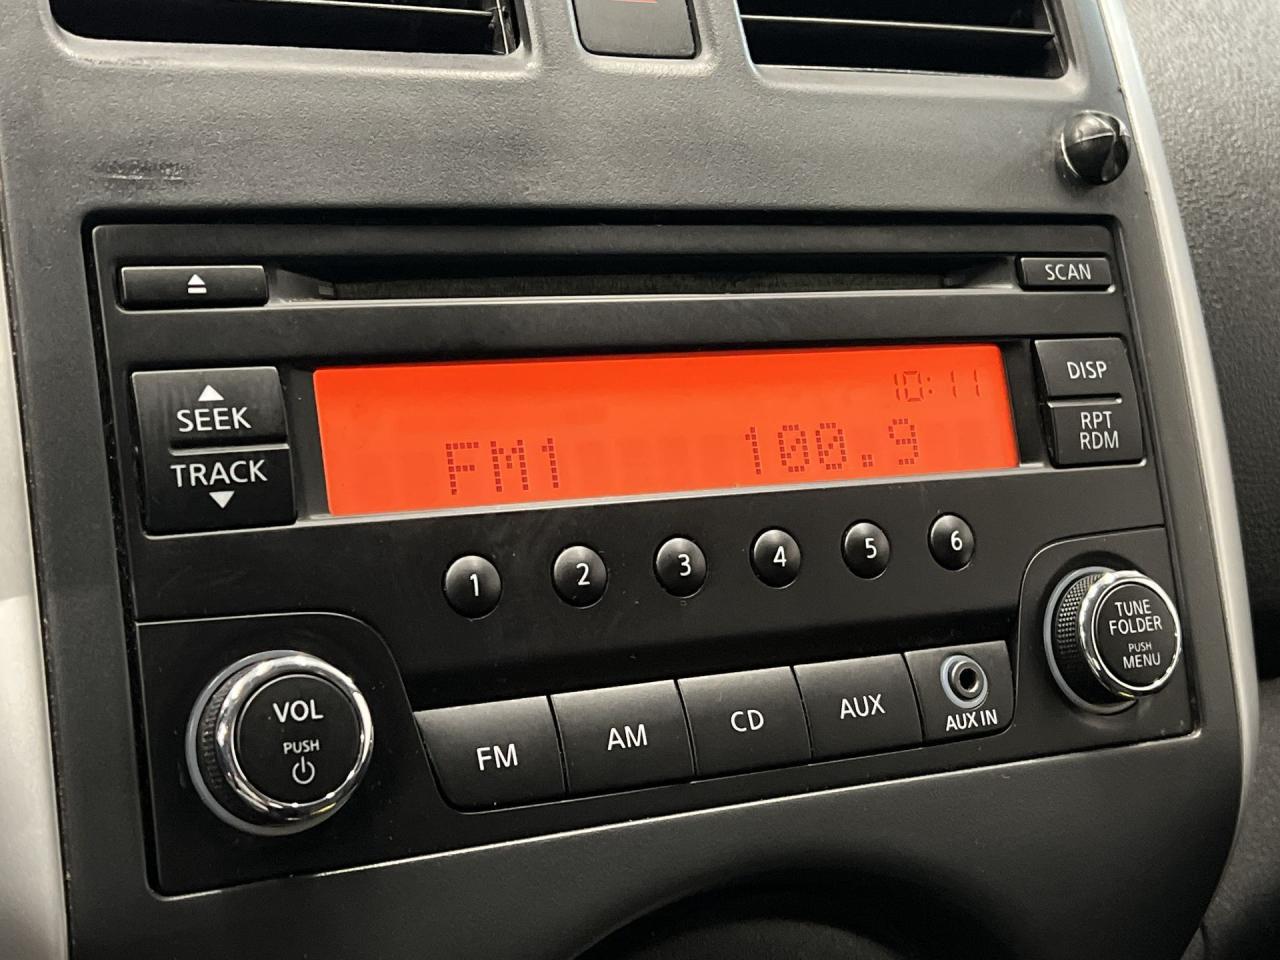 SCAN
SEEK
TRACK
10:11
FM1 100.9
DISP
RPT
RDM
1 2 3 4 5 6
VOL
PUSH
FM AM CD AUX
AUX IN
TUNE
FOLDER
PUSH
MENU